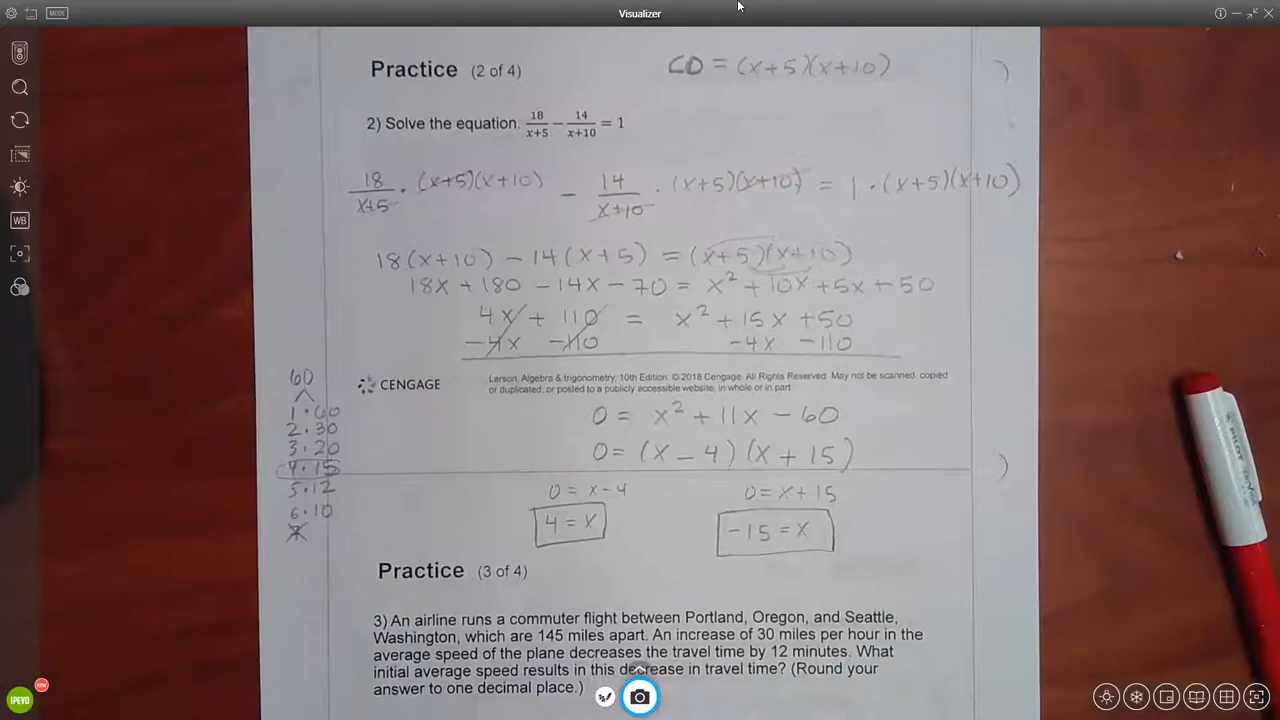 MODE
Visualizer
Practice (2 of 4)
CD = (x+5)(x+10)
2) Solve the equation. 18/x+5 − 14/x+10 = 1
18/x+5 · (x+5)(x+10) − 14/x+10 · (x+5)(x+10) = 1 · (x+5)(x+10)
18(x+10) − 14(x+5) = (x+5)(x+10)
18x + 180 − 14x − 70 = x² + 10x + 5x + 50
4x + 110 = x² + 15x + 50
−4x −110 −4x −110
CENGAGE
Larson, Algebra & trigonometry, 10th Edition. © 2018 Cengage. All Rights Reserved. May not be scanned, copied
or duplicated, or posted to a publicly accessible website, in whole or in part.
60
1·60
2·30
3·20
4·15
5·12
6·10
0 = x² + 11x − 60
0 = (x − 4)(x + 15)
0 = x−4 0 = x + 15
4 = x −15 = x
Practice (3 of 4)
3) An airline runs a commuter flight between Portland, Oregon, and Seattle,
Washington, which are 145 miles apart. An increase of 30 miles per hour in the
average speed of the plane decreases the travel time by 12 minutes. What
initial average speed results in this decrease in travel time? (Round your
answer to one decimal place.)
WB
IPEVO
PILOT